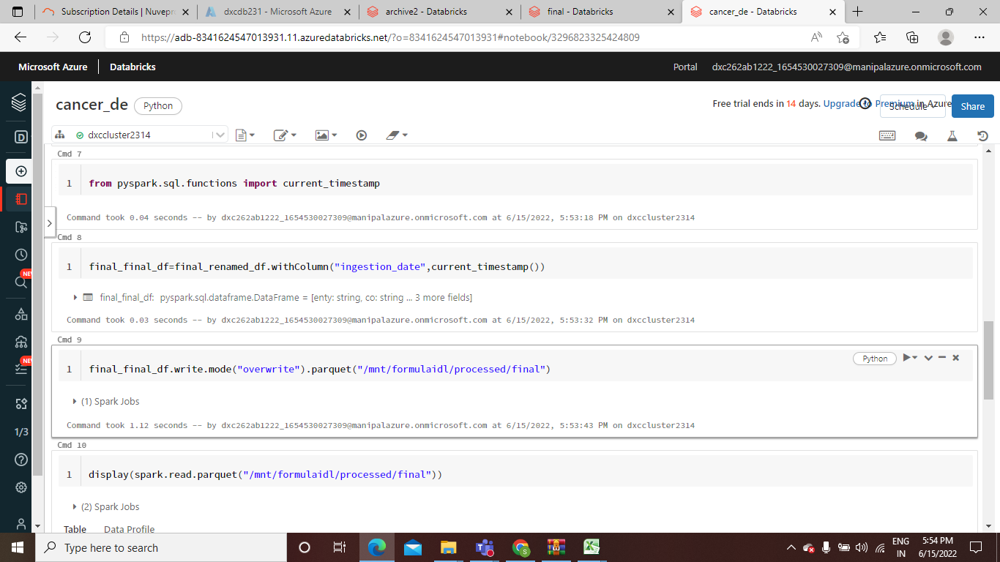 Subscription Details | Nuvepr
dxcdb231 - Microsoft Azure
archive2 - Databricks
final - Databricks
cancer_de - Databricks
https://adb-8341624547013931.11.azuredatabricks.net/?o=8341624547013931#notebook/3296823325424809
Microsoft Azure
Databricks
Portal
dxc262ab1222_1654530027309@manipalazure.onmicrosoft.com
cancer_de
Python
Free trial ends in 14 days. Upgrade to Premium in Azure
Schedule
Share
dxccluster2314
Cmd 7
1 from pyspark.sql.functions import current_timestamp
Command took 0.04 seconds -- by dxc262ab1222_1654530027309@manipalazure.onmicrosoft.com at 6/15/2022, 5:53:18 PM on dxccluster2314
Cmd 8
1 final_final_df=final_renamed_df.withColumn("ingestion_date",current_timestamp())
final_final_df: pyspark.sql.dataframe.DataFrame = [enty: string, co: string ... 3 more fields]
Command took 0.03 seconds -- by dxc262ab1222_1654530027309@manipalazure.onmicrosoft.com at 6/15/2022, 5:53:32 PM on dxccluster2314
Cmd 9
1 final_final_df.write.mode("overwrite").parquet("/mnt/formulaidl/processed/final")
Python
(1) Spark Jobs
Command took 1.12 seconds -- by dxc262ab1222_1654530027309@manipalazure.onmicrosoft.com at 6/15/2022, 5:53:43 PM on dxccluster2314
Cmd 10
1 display(spark.read.parquet("/mnt/formulaidl/processed/final"))
(2) Spark Jobs
Table Data Profile
D
NEW
NEW
1/3
Type here to search
S
ENG
IN
5:54 PM
6/15/2022